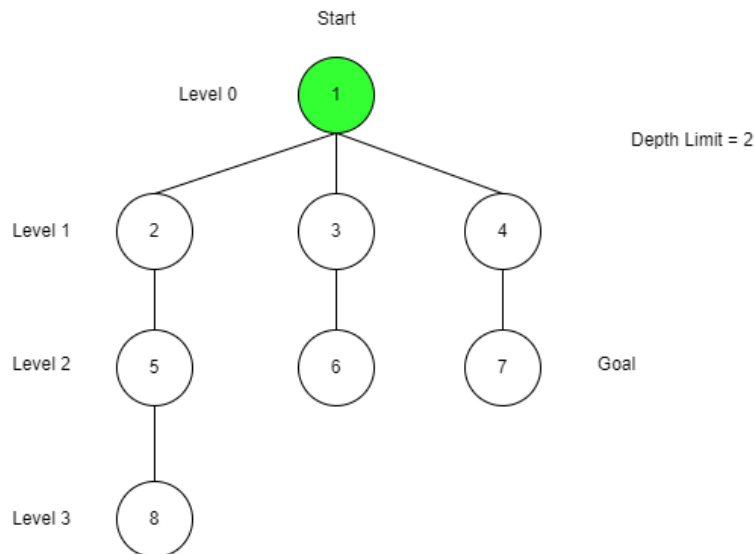 Start
Level 0
1
Depth Limit = 2
Level 1
2
3
4
Level 2
5
6
7
Goal
Level 3
8